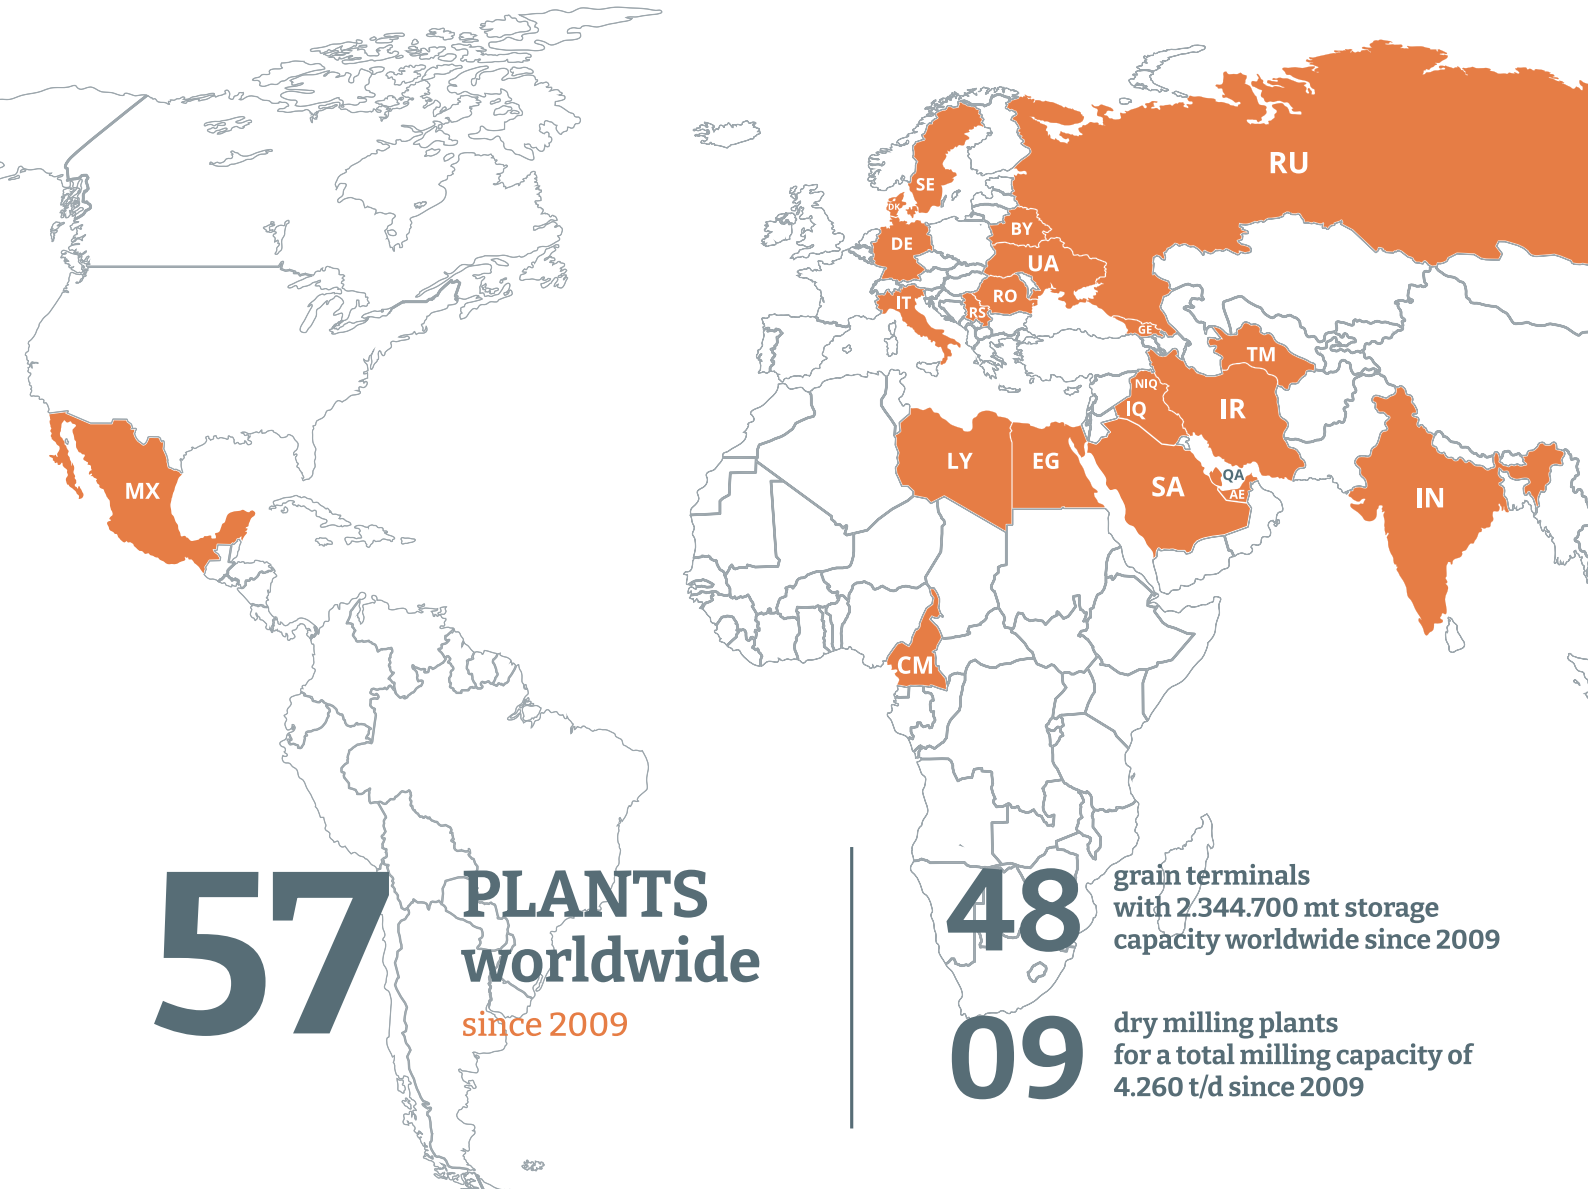 RU
SE
DK
BY
DE
UA
RO
IT
RS
GE
TM
NIQ
IQ
IR
LY
EG
SA
QA
AE
IN
MX
CM
57
PLANTS
worldwide
since 2009
48
grain terminals
with 2.344.700 mt storage
capacity worldwide since 2009
09
dry milling plants
for a total milling capacity of
4.260 t/d since 2009